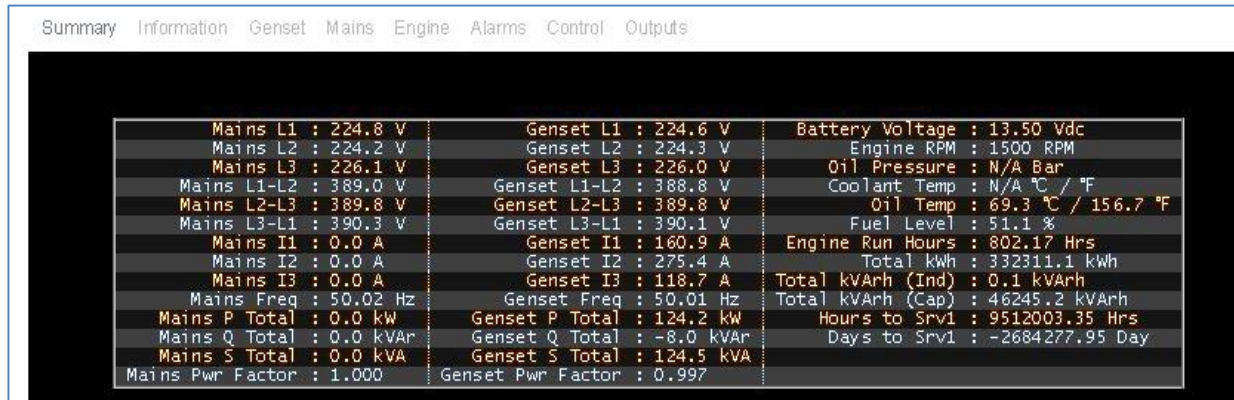 Summary Information Genset Mains Engine Alarms Control Outputs
Mains L1 : 224.8 V Genset L1 : 224.6 V Battery Voltage : 13.50 Vdc
Mains L2 : 224.2 V Genset L2 : 224.3 V Engine RPM : 1500 RPM
Mains L3 : 226.1 V Genset L3 : 226.0 V Oil Pressure : N/A Bar
Mains L1-L2 : 389.0 V Genset L1-L2 : 388.8 V Coolant Temp : N/A °C / °F
Mains L2-L3 : 389.8 V Genset L2-L3 : 389.8 V Oil Temp : 69.3 °C / 156.7 °F
Mains L3-L1 : 390.3 V Genset L3-L1 : 390.1 V Fuel Level : 51.1 %
Mains I1 : 0.0 A Genset I1 : 160.9 A Engine Run Hours : 802.17 Hrs
Mains I2 : 0.0 A Genset I2 : 275.4 A Total kWh : 332311.1 kWh
Mains I3 : 0.0 A Genset I3 : 118.7 A Total kVArh (Ind) : 0.1 kVArh
Mains Freq : 50.02 Hz Genset Freq : 50.01 Hz Total kVArh (Cap) : 46245.2 kVArh
Mains P Total : 0.0 kW Genset P Total : 124.2 kW Hours to Srv1 : 9512003.35 Hrs
Mains Q Total : 0.0 kVAr Genset Q Total : -8.0 kVAr Days to Srv1 : -2684277.95 Day
Mains S Total : 0.0 kVA Genset S Total : 124.5 kVA
Mains Pwr Factor : 1.000 Genset Pwr Factor : 0.997